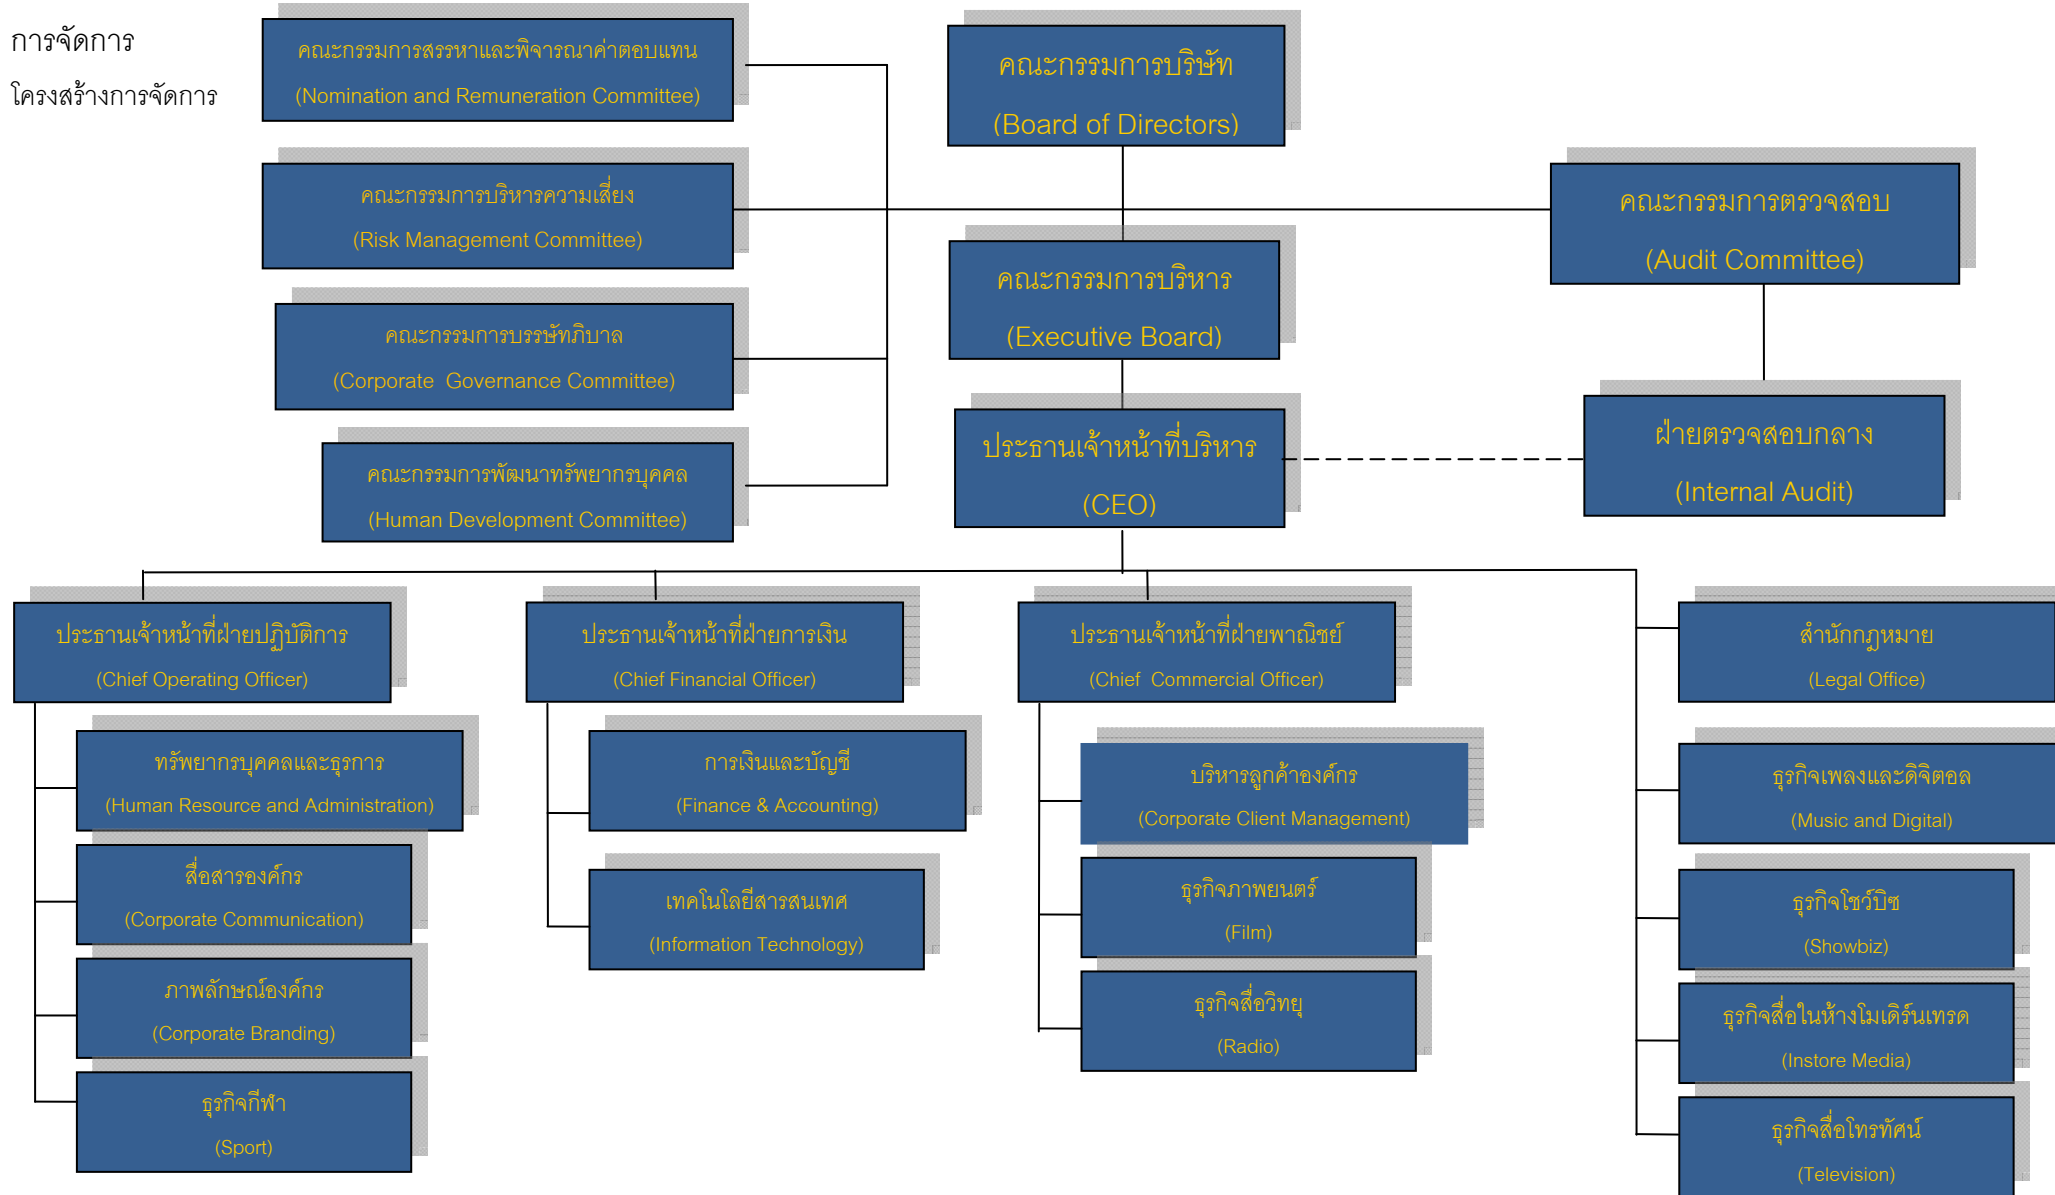 การจัดการ
โครงสร้างการจัดการ
คณะกรรมการสรรหาและพิจารณาค่าตอบแทน
(Nomination and Remuneration Committee)
คณะกรรมการบริษัท
(Board of Directors)
คณะกรรมการบริหารความเสี่ยง
(Risk Management Committee)
คณะกรรมการตรวจสอบ
(Audit Committee)
คณะกรรมการบริหาร
(Executive Board)
คณะกรรมการบรรษัทภิบาล
(Corporate  Governance Committee)
ประธานเจ้าหน้าที่บริหาร
(CEO)
ฝ่ายตรวจสอบกลาง
(Internal Audit)
คณะกรรมการพัฒนาทรัพยากรบุคคล
(Human Development Committee)
ประธานเจ้าหน้าที่ฝ่ายปฏิบัติการ
(Chief Operating Officer)
ทรัพยากรบุคคลและธุรการ
(Human Resource and Administration)
สื่อสารองค์กร
(Corporate Communication)
ภาพลักษณ์องค์กร
(Corporate Branding)
ธุรกิจกีฬา
(Sport)
ประธานเจ้าหน้าที่ฝ่ายการเงิน
(Chief Financial Officer)
การเงินและบัญชี
(Finance & Accounting)
เทคโนโลยีสารสนเทศ
(Information Technology)
ประธานเจ้าหน้าที่ฝ่ายพาณิชย์
(Chief  Commercial Officer)
บริหารลูกค้าองค์กร
(Corporate Client Management)
ธุรกิจภาพยนตร์
(Film)
ธุรกิจสื่อวิทยุ
(Radio)
สำนักกฎหมาย
(Legal Office)
ธุรกิจเพลงและดิจิตอล
(Music and Digital)
ธุรกิจโชว์บิซ
(Showbiz)
ธุรกิจสื่อในห้างโมเดิร์นเทรด
(Instore Media)
ธุรกิจสื่อโทรทัศน์
(Television)